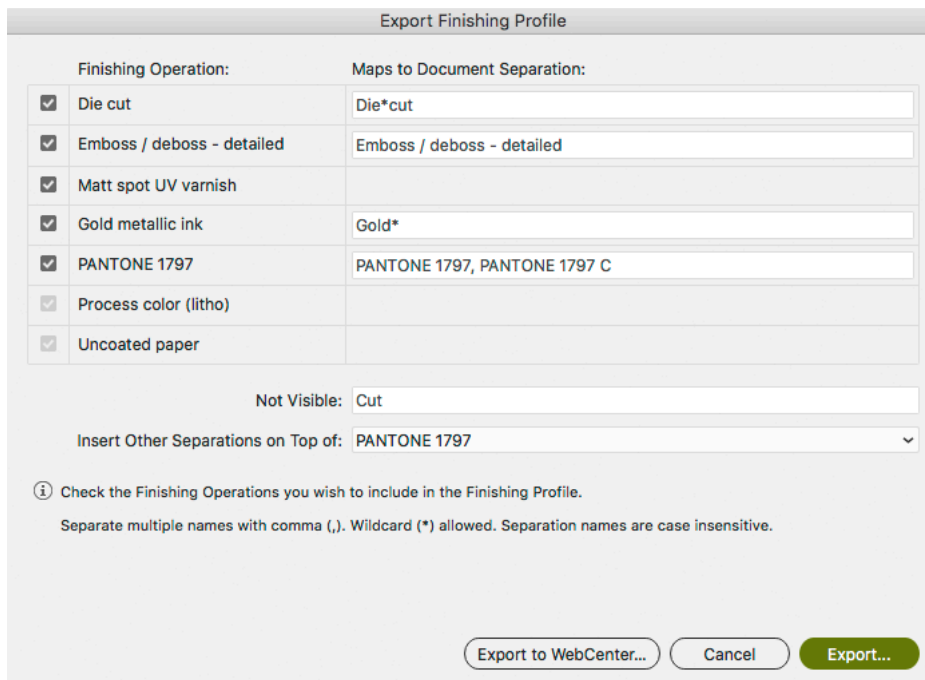 Export Finishing Profile
Finishing Operation: Maps to Document Separation:
Die cut Die*cut
Emboss / deboss - detailed Emboss / deboss - detailed
Matt spot UV varnish
Gold metallic ink Gold*
PANTONE 1797 PANTONE 1797, PANTONE 1797 C
Process color (litho)
Uncoated paper
Not Visible: Cut
Insert Other Separations on Top of: PANTONE 1797
Check the Finishing Operations you wish to include in the Finishing Profile.
Separate multiple names with comma (,). Wildcard (*) allowed. Separation names are case insensitive.
Export to WebCenter... Cancel Export...